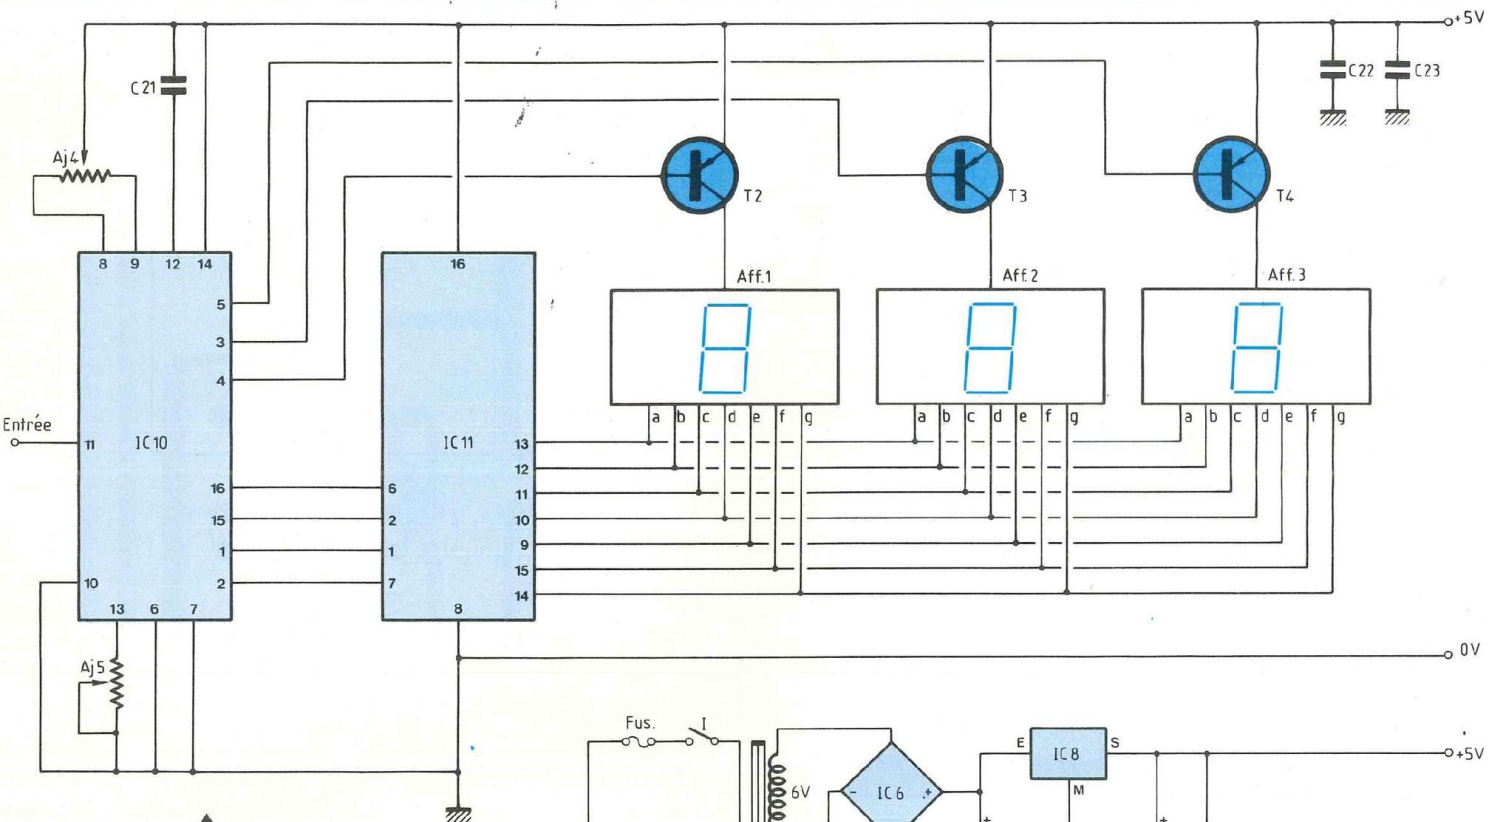 +5V
C21
C22
C23
Aj4
T2
T3
T4
8 9 12 14
16
Aff.1
Aff.2
Aff.3
5
3
4
a b c d e f g
a b c d e f g
a b c d e f g
Entrée
11
IC10
IC11
13
12
11
10
9
15
14
16
15
1
2
6
2
1
7
10
13 6 7
8
Aj5
0V
Fus.
I
E
IC8
S
M
+5V
6V
- IC6 +
+
+